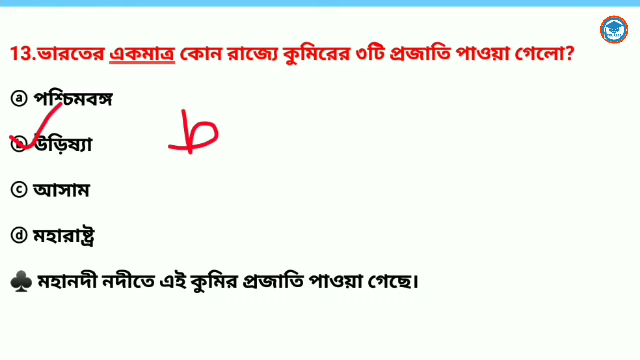 13.ভারতের একমাত্র কোন রাজ্যে কুমিরের ৩টি প্রজাতি পাওয়া গেলো?
ⓐ পশ্চিমবঙ্গ
ⓑ উড়িষ্যা b
ⓒ আসাম
ⓓ মহারাষ্ট্র
♣ মহানদী নদীতে এই কুমির প্রজাতি পাওয়া গেছে।